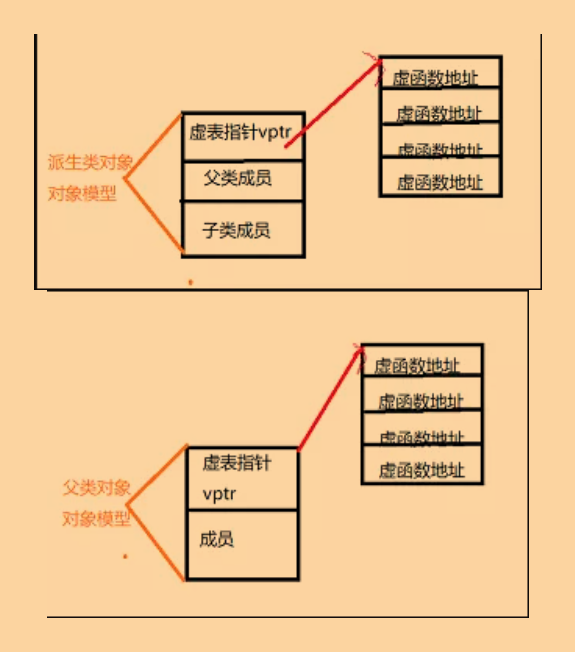 虚函数地址
虚函数地址
虚函数地址
虚函数地址
虚表指针vptr
父类成员
子类成员
派生类对象
对象模型
虚函数地址
虚函数地址
虚函数地址
虚函数地址
虚表指针
vptr
成员
父类对象
对象模型